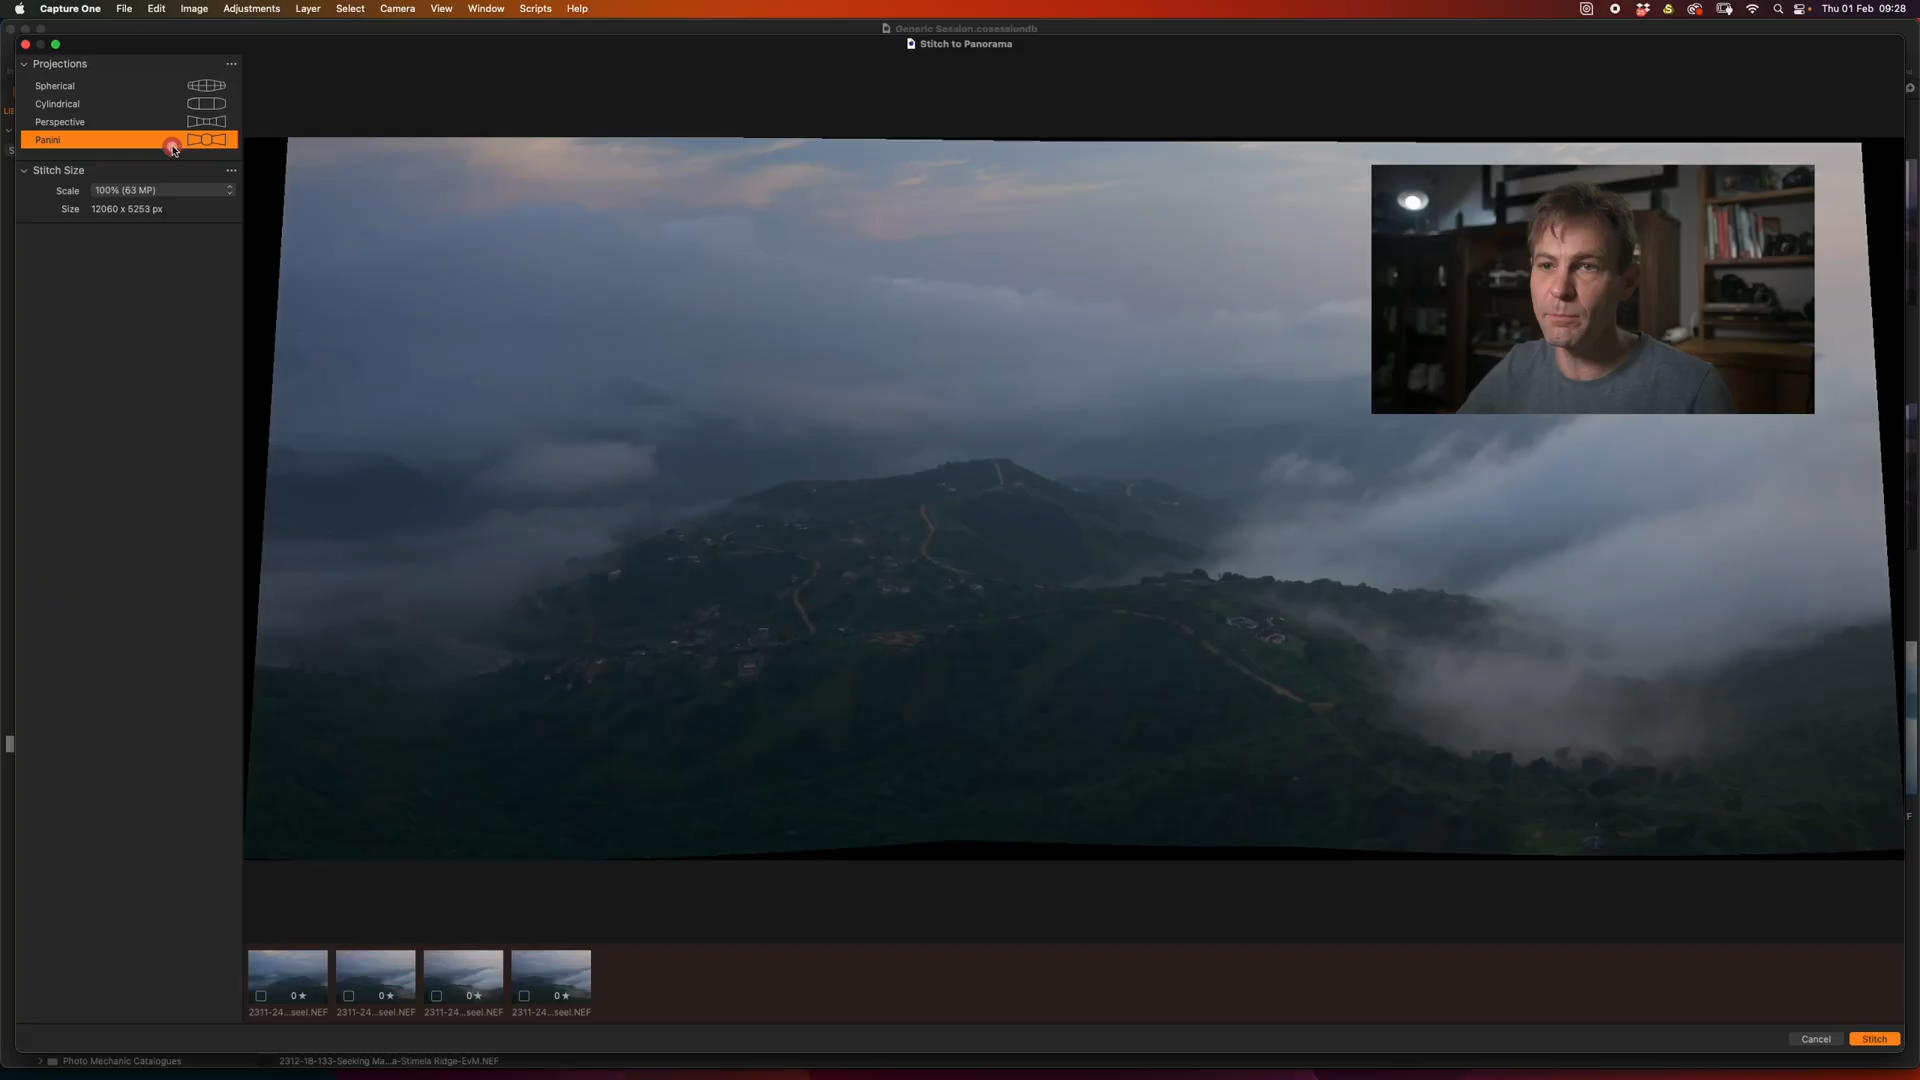 Capture One File Edit Image Adjustments Layer Select Camera View Window Scripts Help Thu 01 Feb 09:28
Generic Session.cosessiondb
Stitch to Panorama
Projections
Spherical
Cylindrical
Perspective
Panini
Stitch Size
Scale 100% (63 MP)
Size 12060 x 5253 px
0★ 0★ 0★ 0★
2311-24...seel.NEF 2311-24...seel.NEF 2311-24...seel.NEF 2311-24...seel.NEF
Cancel Stitch
Photo Mechanic Catalogues 2312-18-133-Seeking Ma...a-Stimela Ridge-EvM.NEF